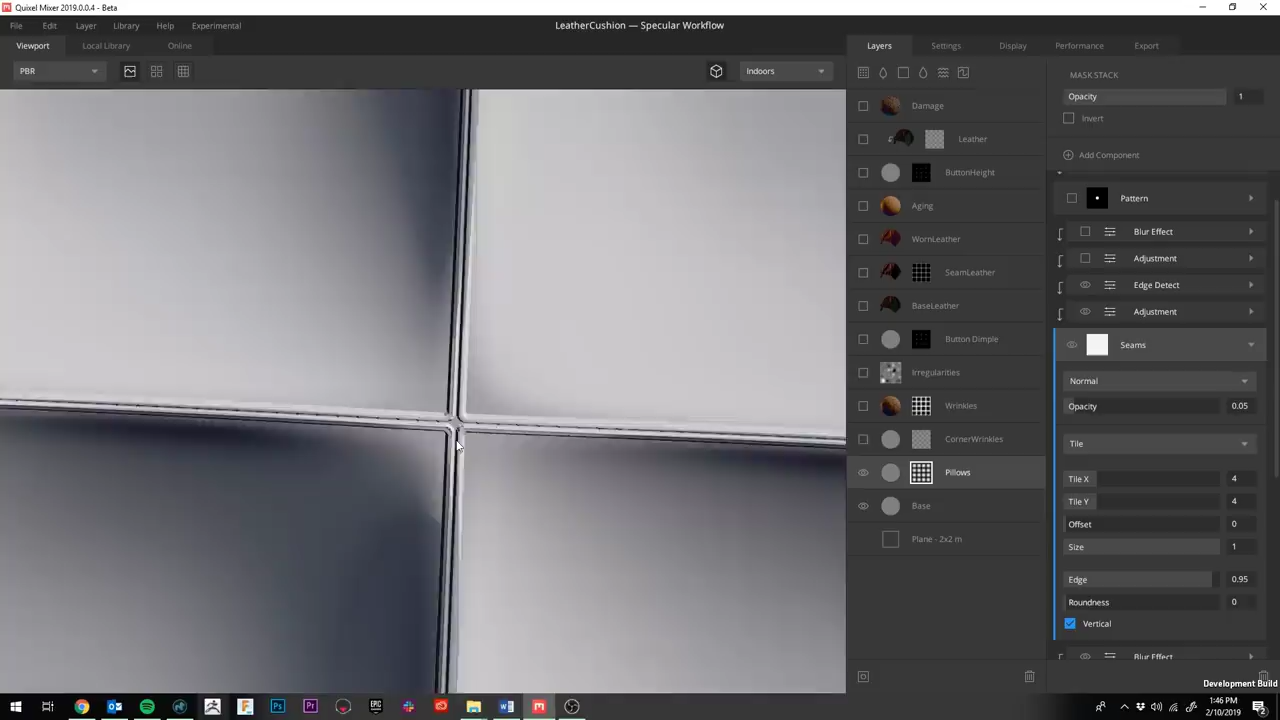 Quixel Mixer 2019.0.0.4 - Beta
File Edit Layer Library Help Experimental
LeatherCushion — Specular Workflow
Viewport Local Library Online
Layers Settings Display Performance Export
PBR
Indoors
MASK STACK
Opacity 1
Invert
Add Component
Damage
Leather
ButtonHeight
Aging
WornLeather
SeamLeather
BaseLeather
Button Dimple
Irregularities
Wrinkles
CornerWrinkles
Pillows
Base
Plane - 2x2 m
Pattern
Blur Effect
Adjustment
Edge Detect
Adjustment
Seams
Normal
Opacity 0.05
Tile
Tile X 4
Tile Y 4
Offset 0
Size 1
Edge 0.95
Roundness 0
Vertical
Blur Effect
Development Build
1:46 PM
2/10/2019